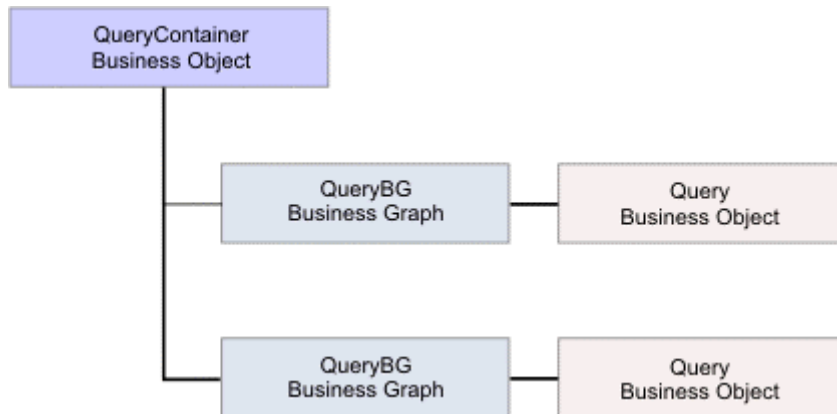 QueryContainer
Business Object
QueryBG
Business Graph
Query
Business Object
QueryBG
Business Graph
Query
Business Object